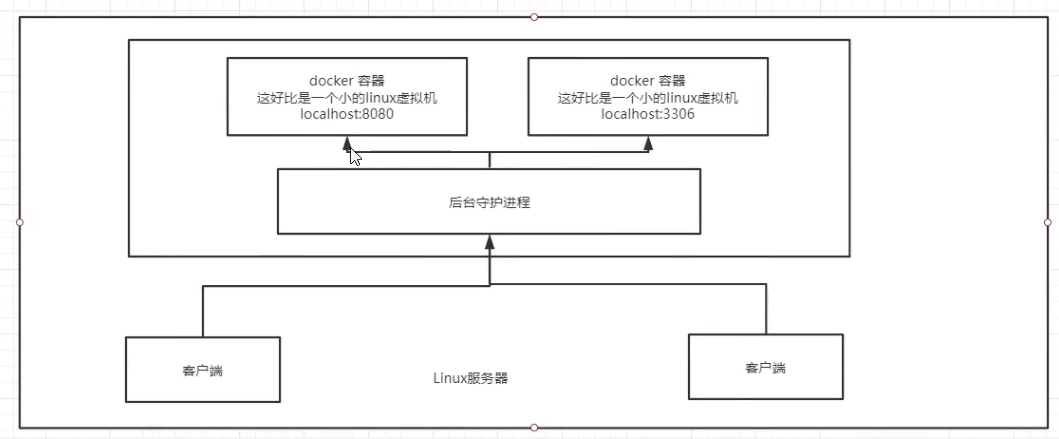 docker 容器
这好比是一个小的linux虚拟机
localhost:8080
docker 容器
这好比是一个小的linux虚拟机
localhost:3306
后台守护进程
客户端
Linux服务器
客户端